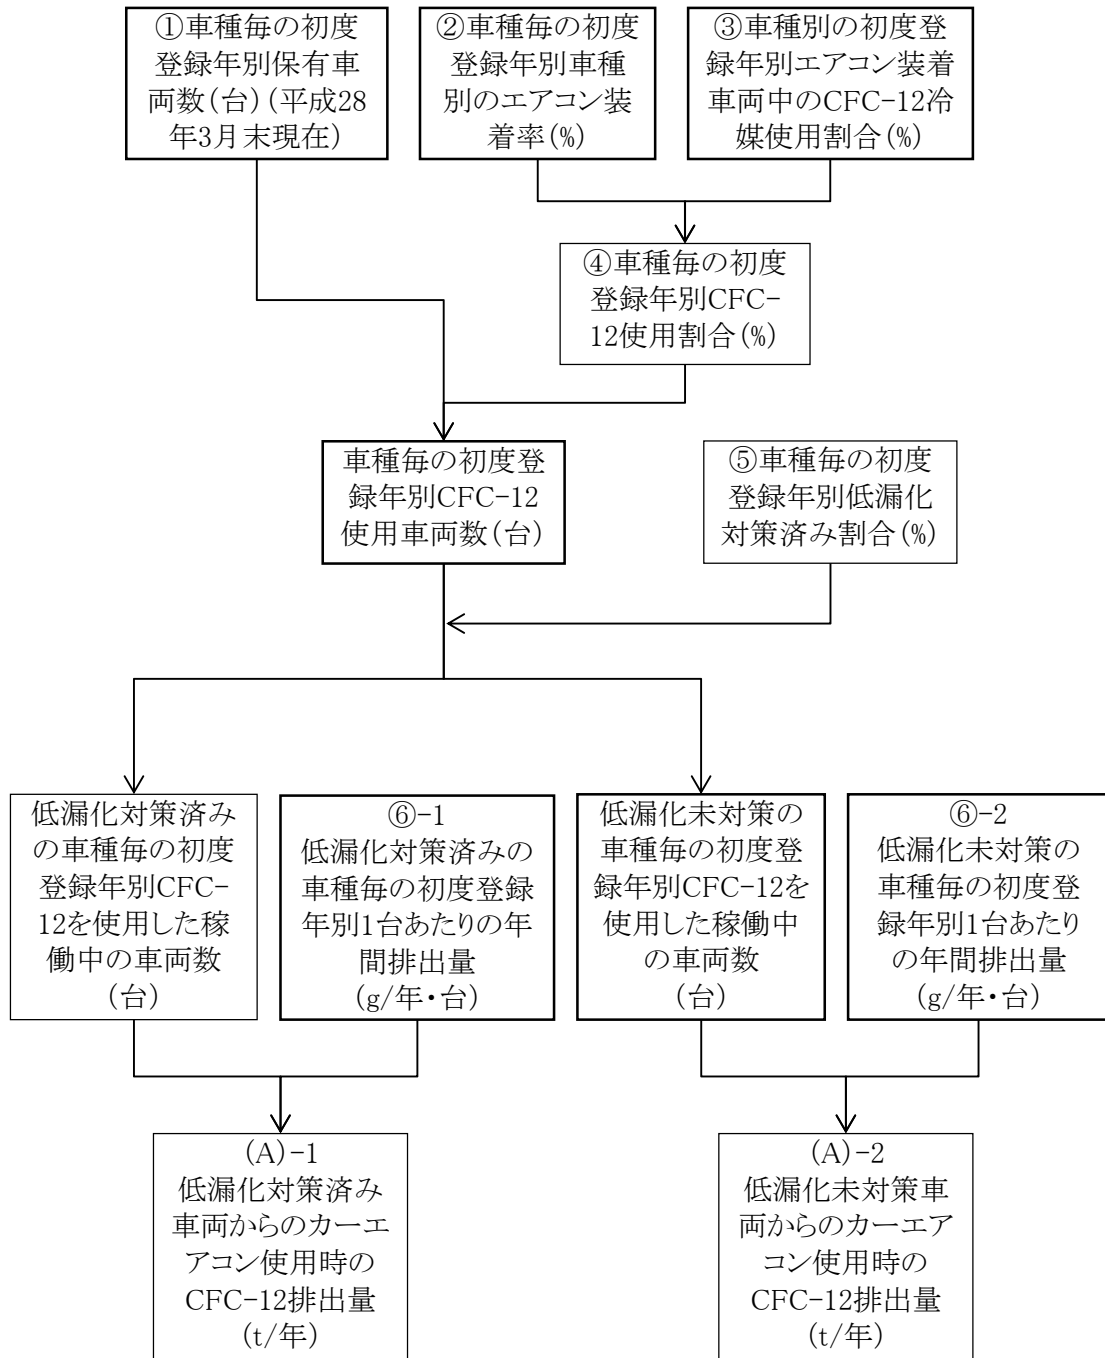 ①車種毎の初度
登録年別保有車
両数(台)(平成28
年3月末現在)
②車種毎の初度
登録年別車種
別のエアコン装
着率(%)
③車種別の初度登
録年別エアコン装着
車両中のCFC-12冷
媒使用割合(%)
④車種毎の初度
登録年別CFC-
12使用割合(%)
車種毎の初度登
録年別CFC-12
使用車両数(台)
⑤車種毎の初度
登録年別低漏化
対策済み割合(%)
低漏化対策済み
の車種毎の初度
登録年別CFC-
12を使用した稼
働中の車両数
(台)
⑥-1
低漏化対策済みの
車種毎の初度登録
年別1台あたりの年
間排出量
(g/年・台)
低漏化未対策の
車種毎の初度登
録年別CFC-12を
使用した稼働中
の車両数
(台)
⑥-2
低漏化未対策の
車種毎の初度登
録年別1台あたり
の年間排出量
(g/年・台)
(A)-1
低漏化対策済み
車両からのカーエ
アコン使用時の
CFC-12排出量
(t/年)
(A)-2
低漏化未対策車
両からのカーエア
コン使用時の
CFC-12排出量
(t/年)